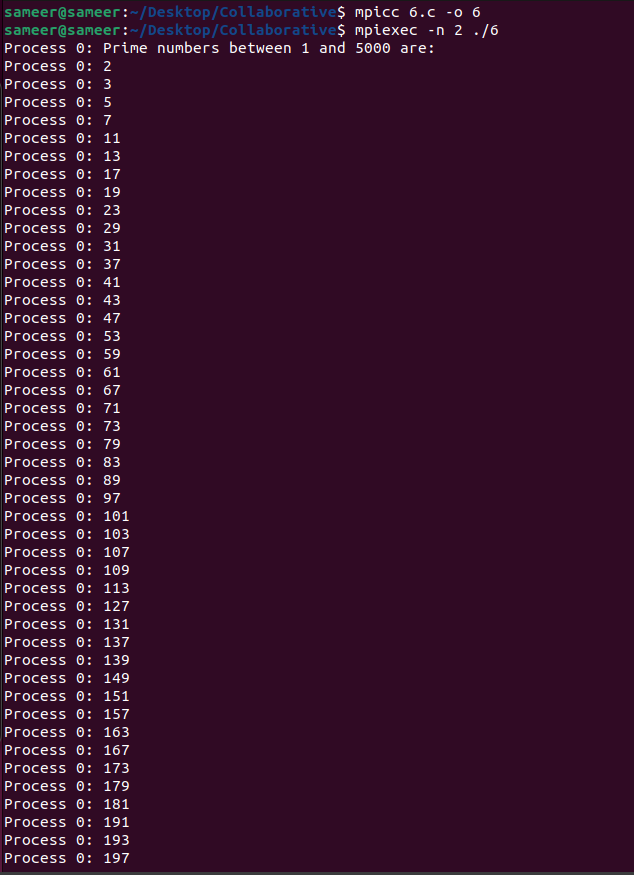 sameer@sameer:~/Desktop/Collaborative$ mpicc 6.c -o 6
sameer@sameer:~/Desktop/Collaborative$ mpiexec -n 2 ./6
Process 0: Prime numbers between 1 and 5000 are:
Process 0: 2
Process 0: 3
Process 0: 5
Process 0: 7
Process 0: 11
Process 0: 13
Process 0: 17
Process 0: 19
Process 0: 23
Process 0: 29
Process 0: 31
Process 0: 37
Process 0: 41
Process 0: 43
Process 0: 47
Process 0: 53
Process 0: 59
Process 0: 61
Process 0: 67
Process 0: 71
Process 0: 73
Process 0: 79
Process 0: 83
Process 0: 89
Process 0: 97
Process 0: 101
Process 0: 103
Process 0: 107
Process 0: 109
Process 0: 113
Process 0: 127
Process 0: 131
Process 0: 137
Process 0: 139
Process 0: 149
Process 0: 151
Process 0: 157
Process 0: 163
Process 0: 167
Process 0: 173
Process 0: 179
Process 0: 181
Process 0: 191
Process 0: 193
Process 0: 197